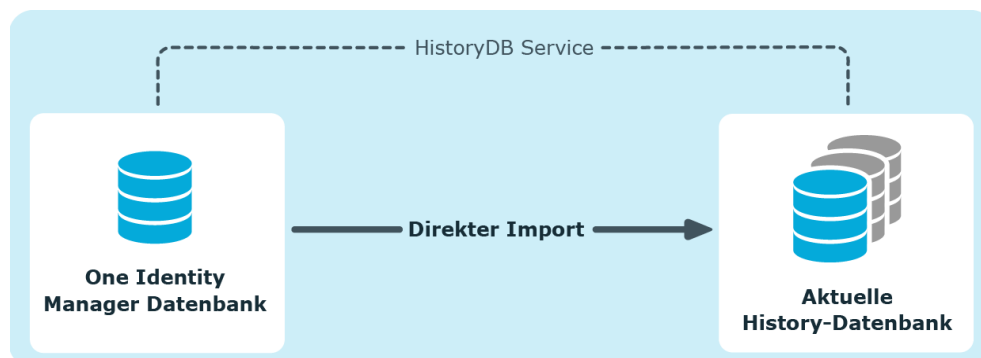 HistoryDB Service
Direkter Import
One Identity
Manager Datenbank
Aktuelle
History-Datenbank